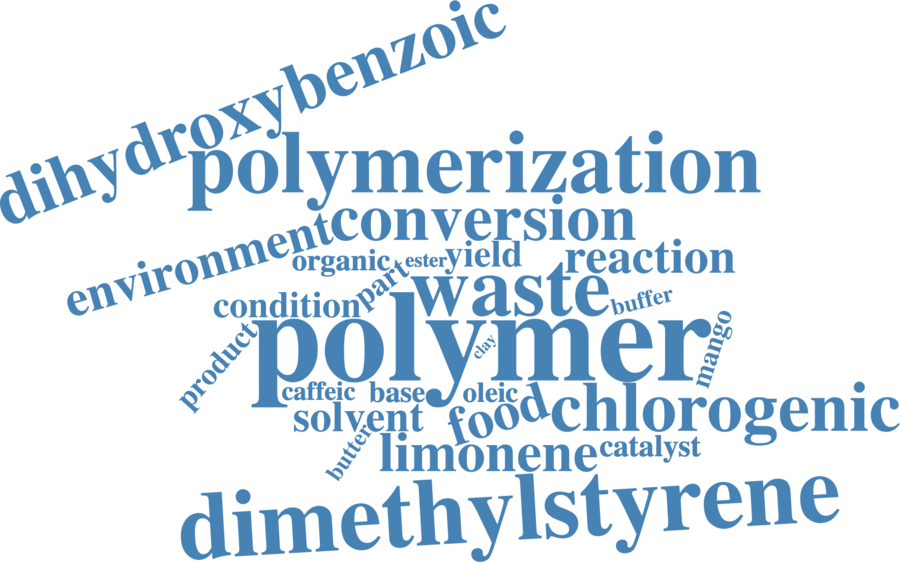 dihydroxybenzoic
polymerization
conversion
environment
organic
ester
yield
reaction
part
waste
condition
buffer
polymer
clay
mango
product
caffeic
base
oleic
chlorogenic
solvent
food
butter
limonene
catalyst
dimethylstyrene